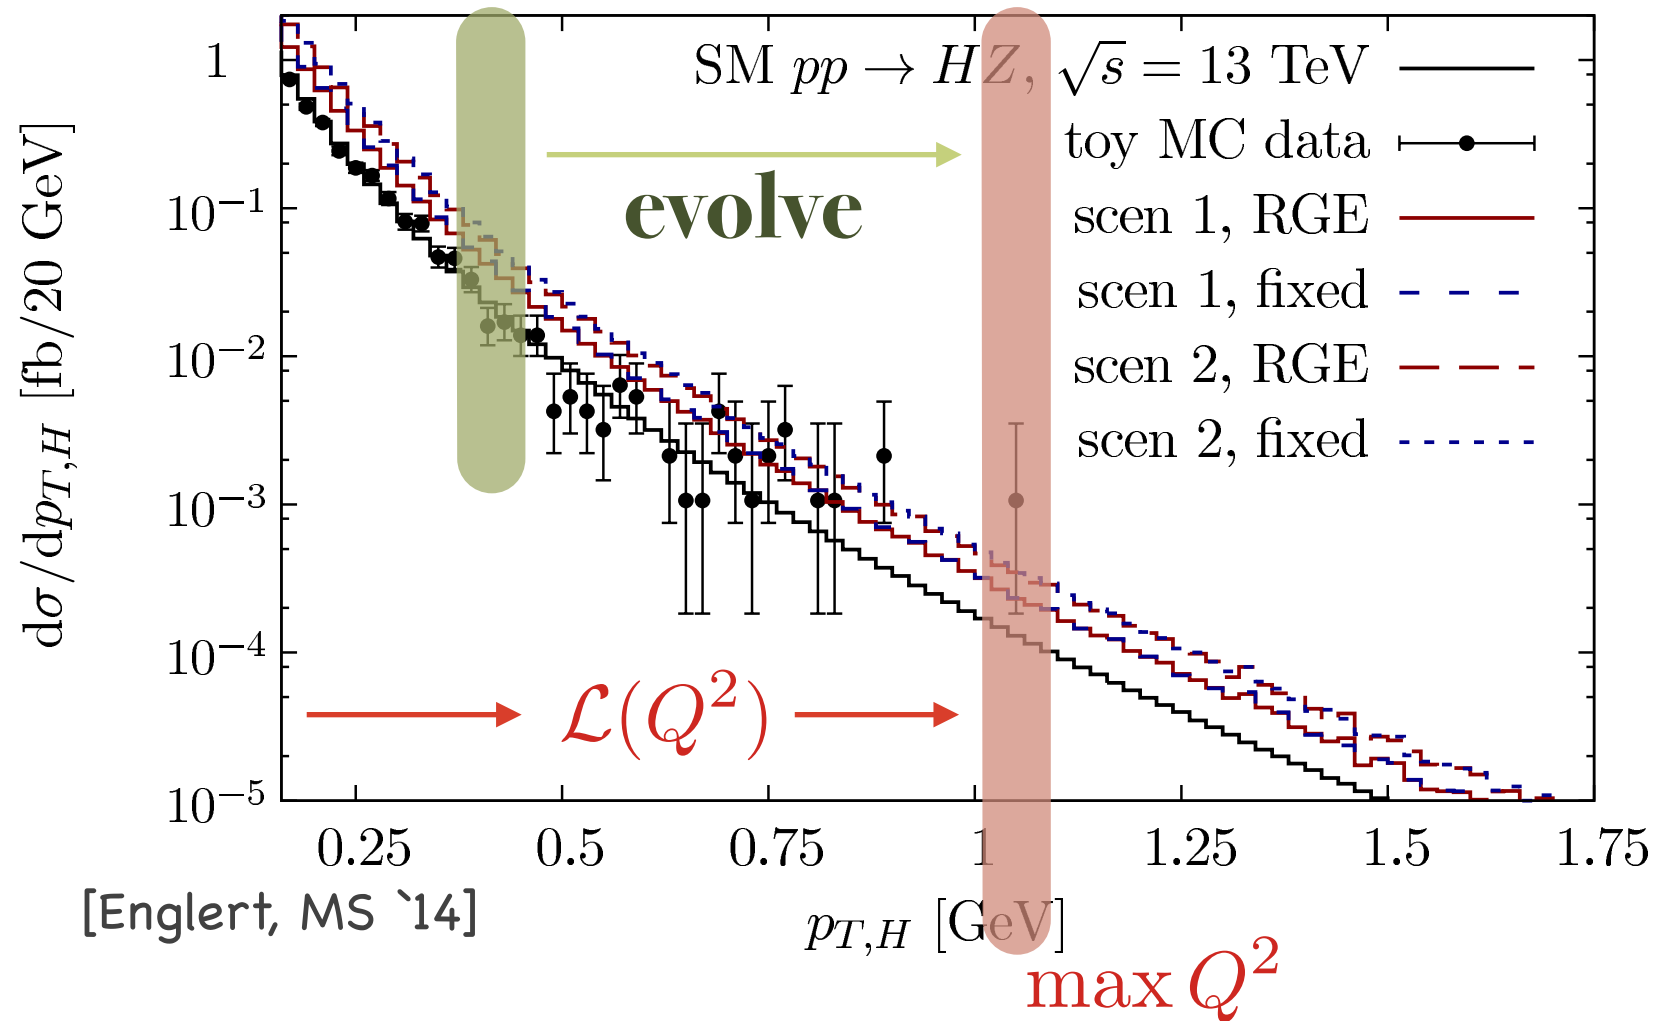 SM pp → HZ, √s = 13 TeV
toy MC data
scen 1, RGE
scen 1, fixed
scen 2, RGE
scen 2, fixed
evolve
dσ/dp_{T,H} [fb/20 GeV]
1
10^{-1}
10^{-2}
10^{-3}
10^{-4}
10^{-5}
ℒ(Q²)
0.25 0.5 0.75 1 1.25 1.5 1.75
[Englert, MS `14]
p_{T,H} [GeV]
max Q²